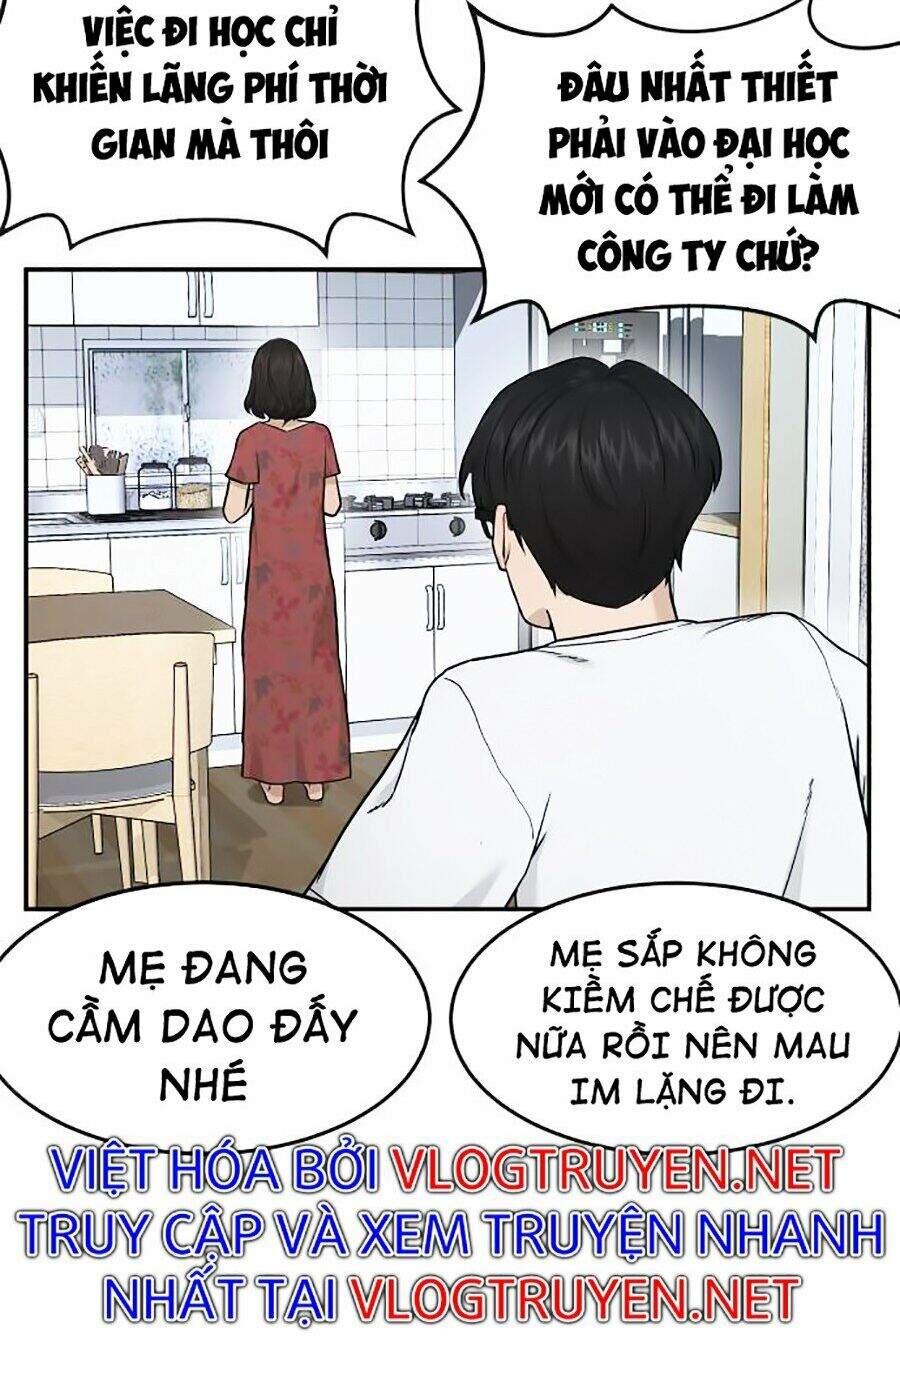 VIỆC ĐI HỌC CHỈ
KHIẾN LÃNG PHÍ THỜI
GIAN MÀ THÔI
ĐÂU NHẤT THIẾT
PHẢI VÀO ĐẠI HỌC
MỚI CÓ THỂ ĐI LÀM
CÔNG TY CHỨ?
MẸ ĐANG
CẦM DAO ĐẤY
NHÉ
MẸ SẮP KHÔNG
KIỀM CHẾ ĐƯỢC
NỮA RỒI NÊN MAU
IM LẶNG ĐI.
VIỆT HÓA BỞI VLOGTRUYEN.NET
TRUY CẬP VÀ XEM TRUYỆN NHANH
NHẤT TẠI VLOGTRUYEN.NET